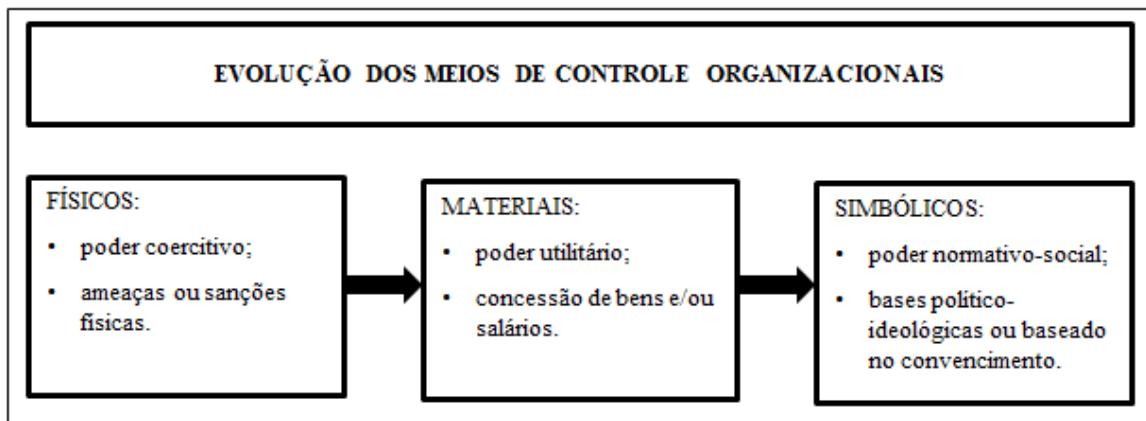 EVOLUÇÃO DOS MEIOS DE CONTROLE ORGANIZACIONAIS
FÍSICOS:
• poder coercitivo;
• ameaças ou sanções
físicas.
MATERIAIS:
• poder utilitário;
• concessão de bens e/ou
salários.
SIMBÓLICOS:
• poder normativo-social;
• bases político-
ideológicas ou baseado
no convencimento.